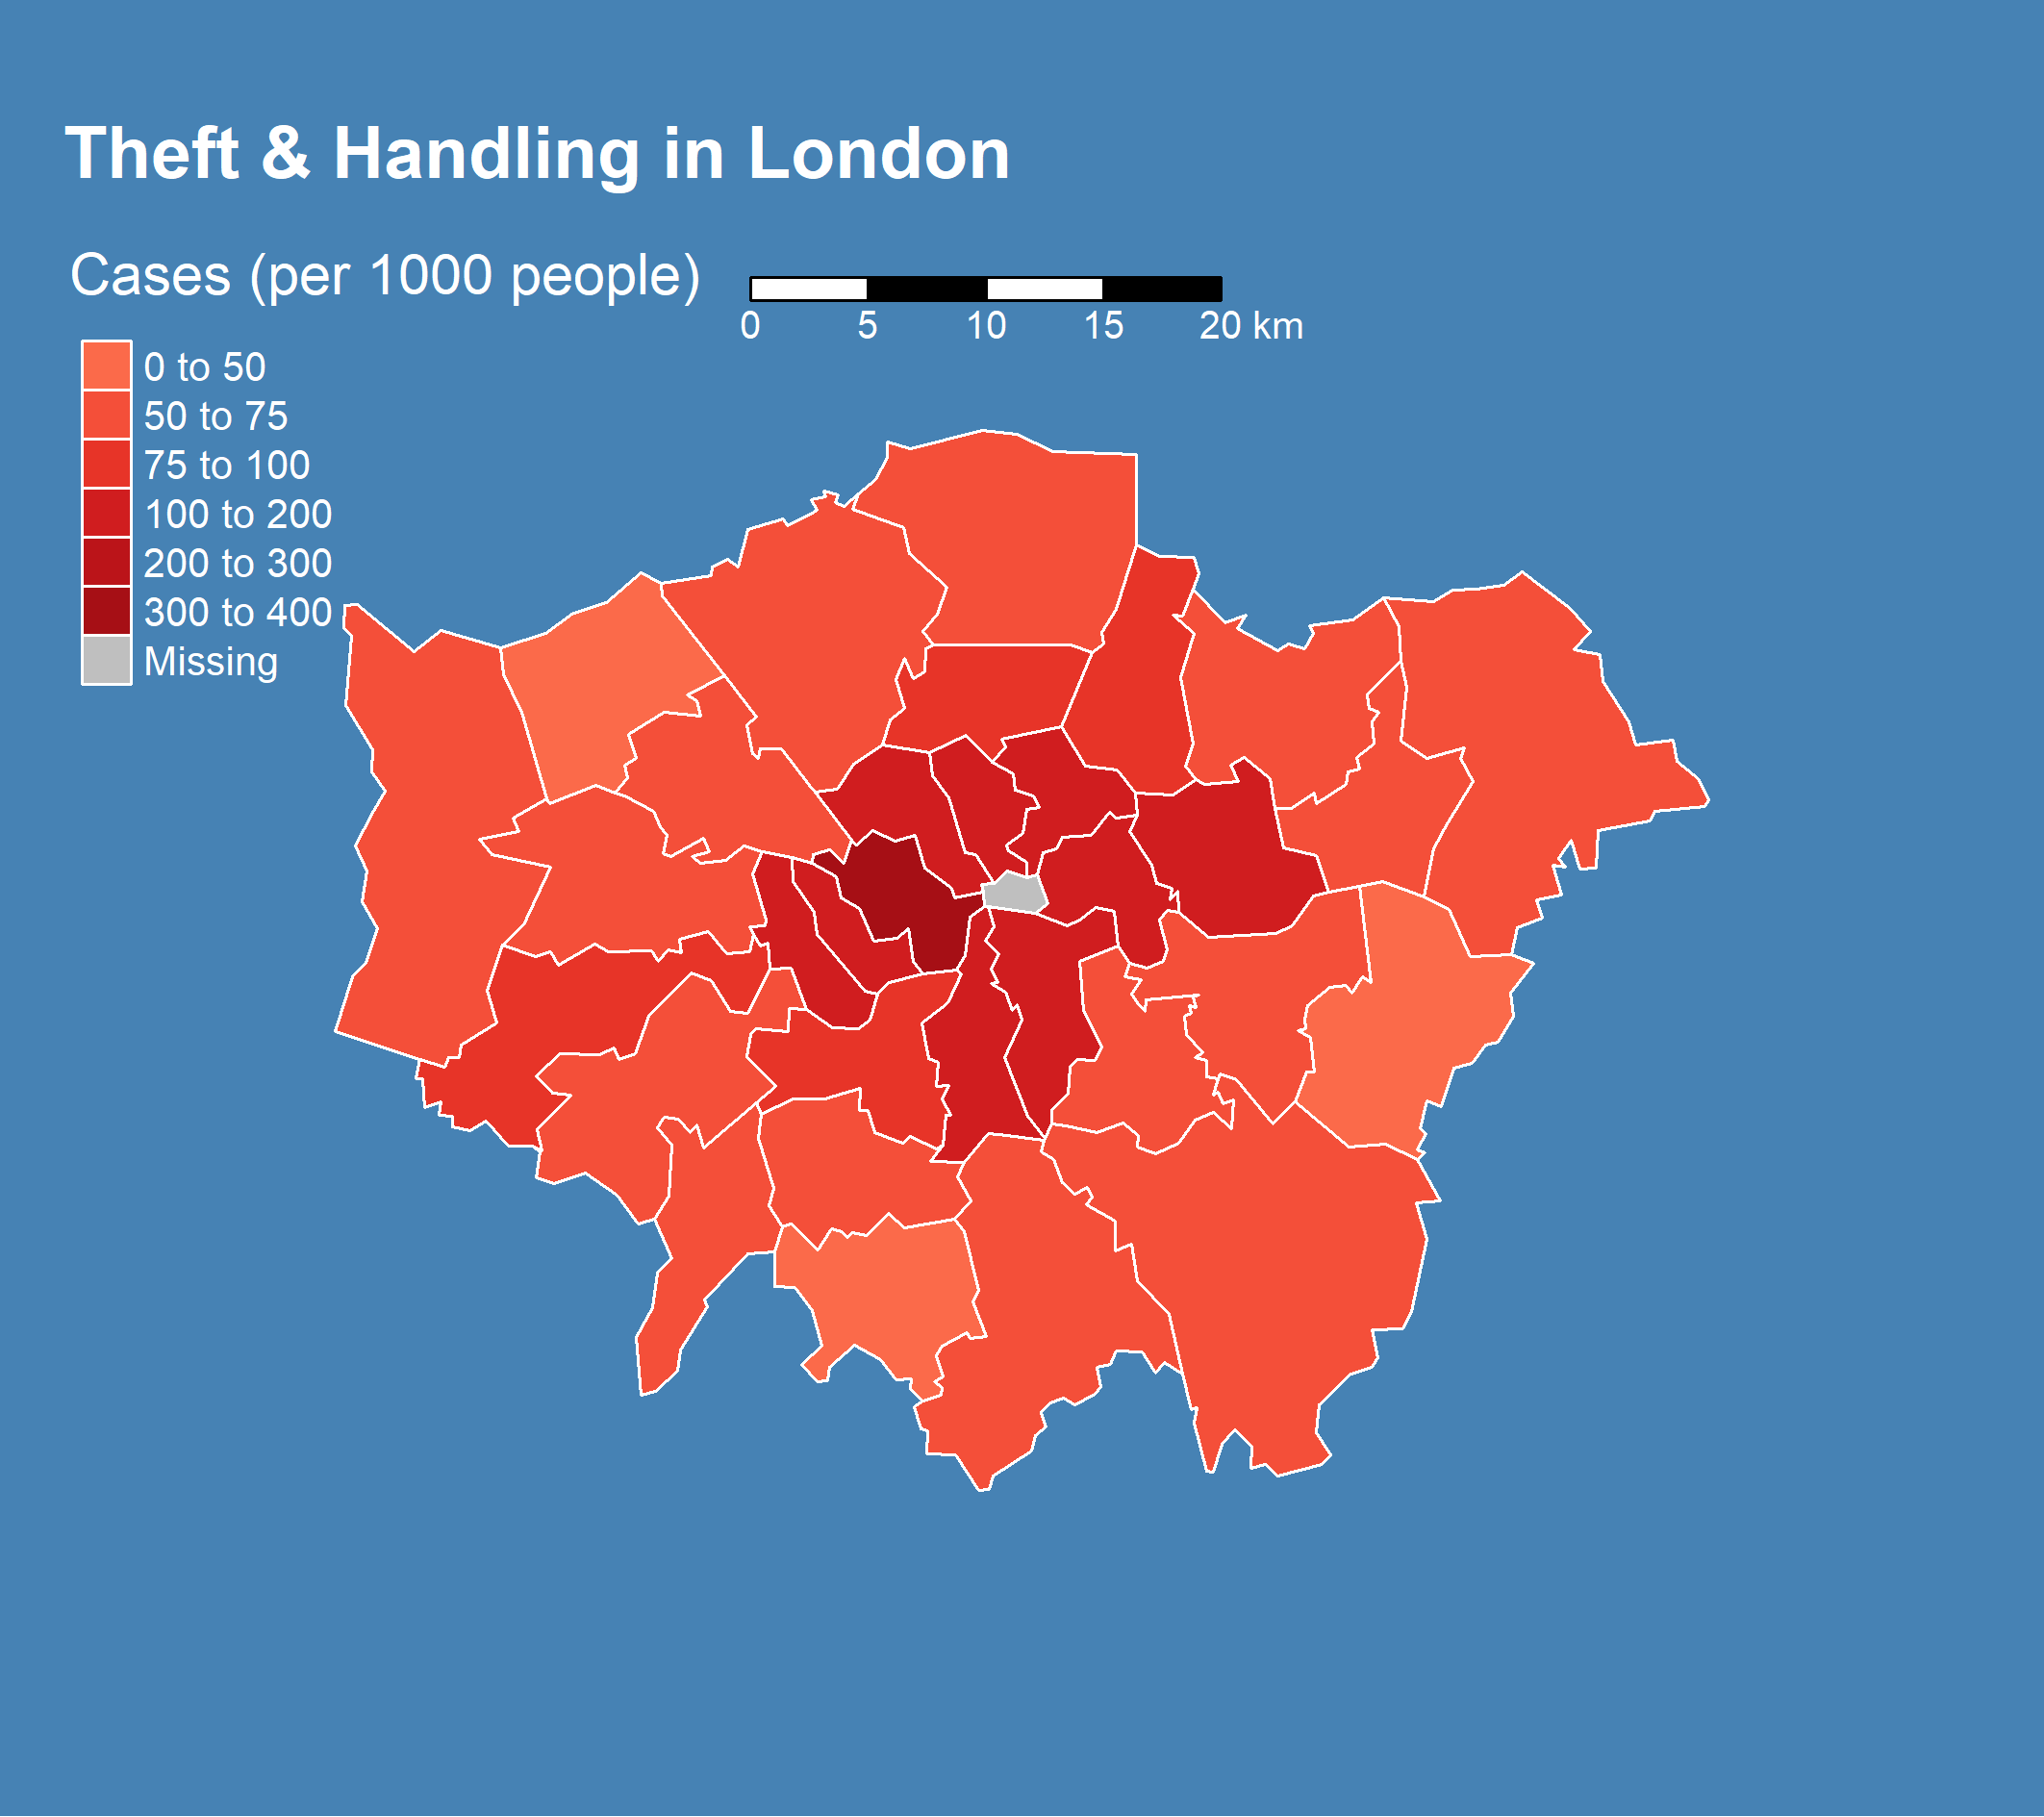 Theft & Handling in London
Cases (per 1000 people)
0 5 10 15 20 km
0 to 50
50 to 75
75 to 100
100 to 200
200 to 300
300 to 400
Missing